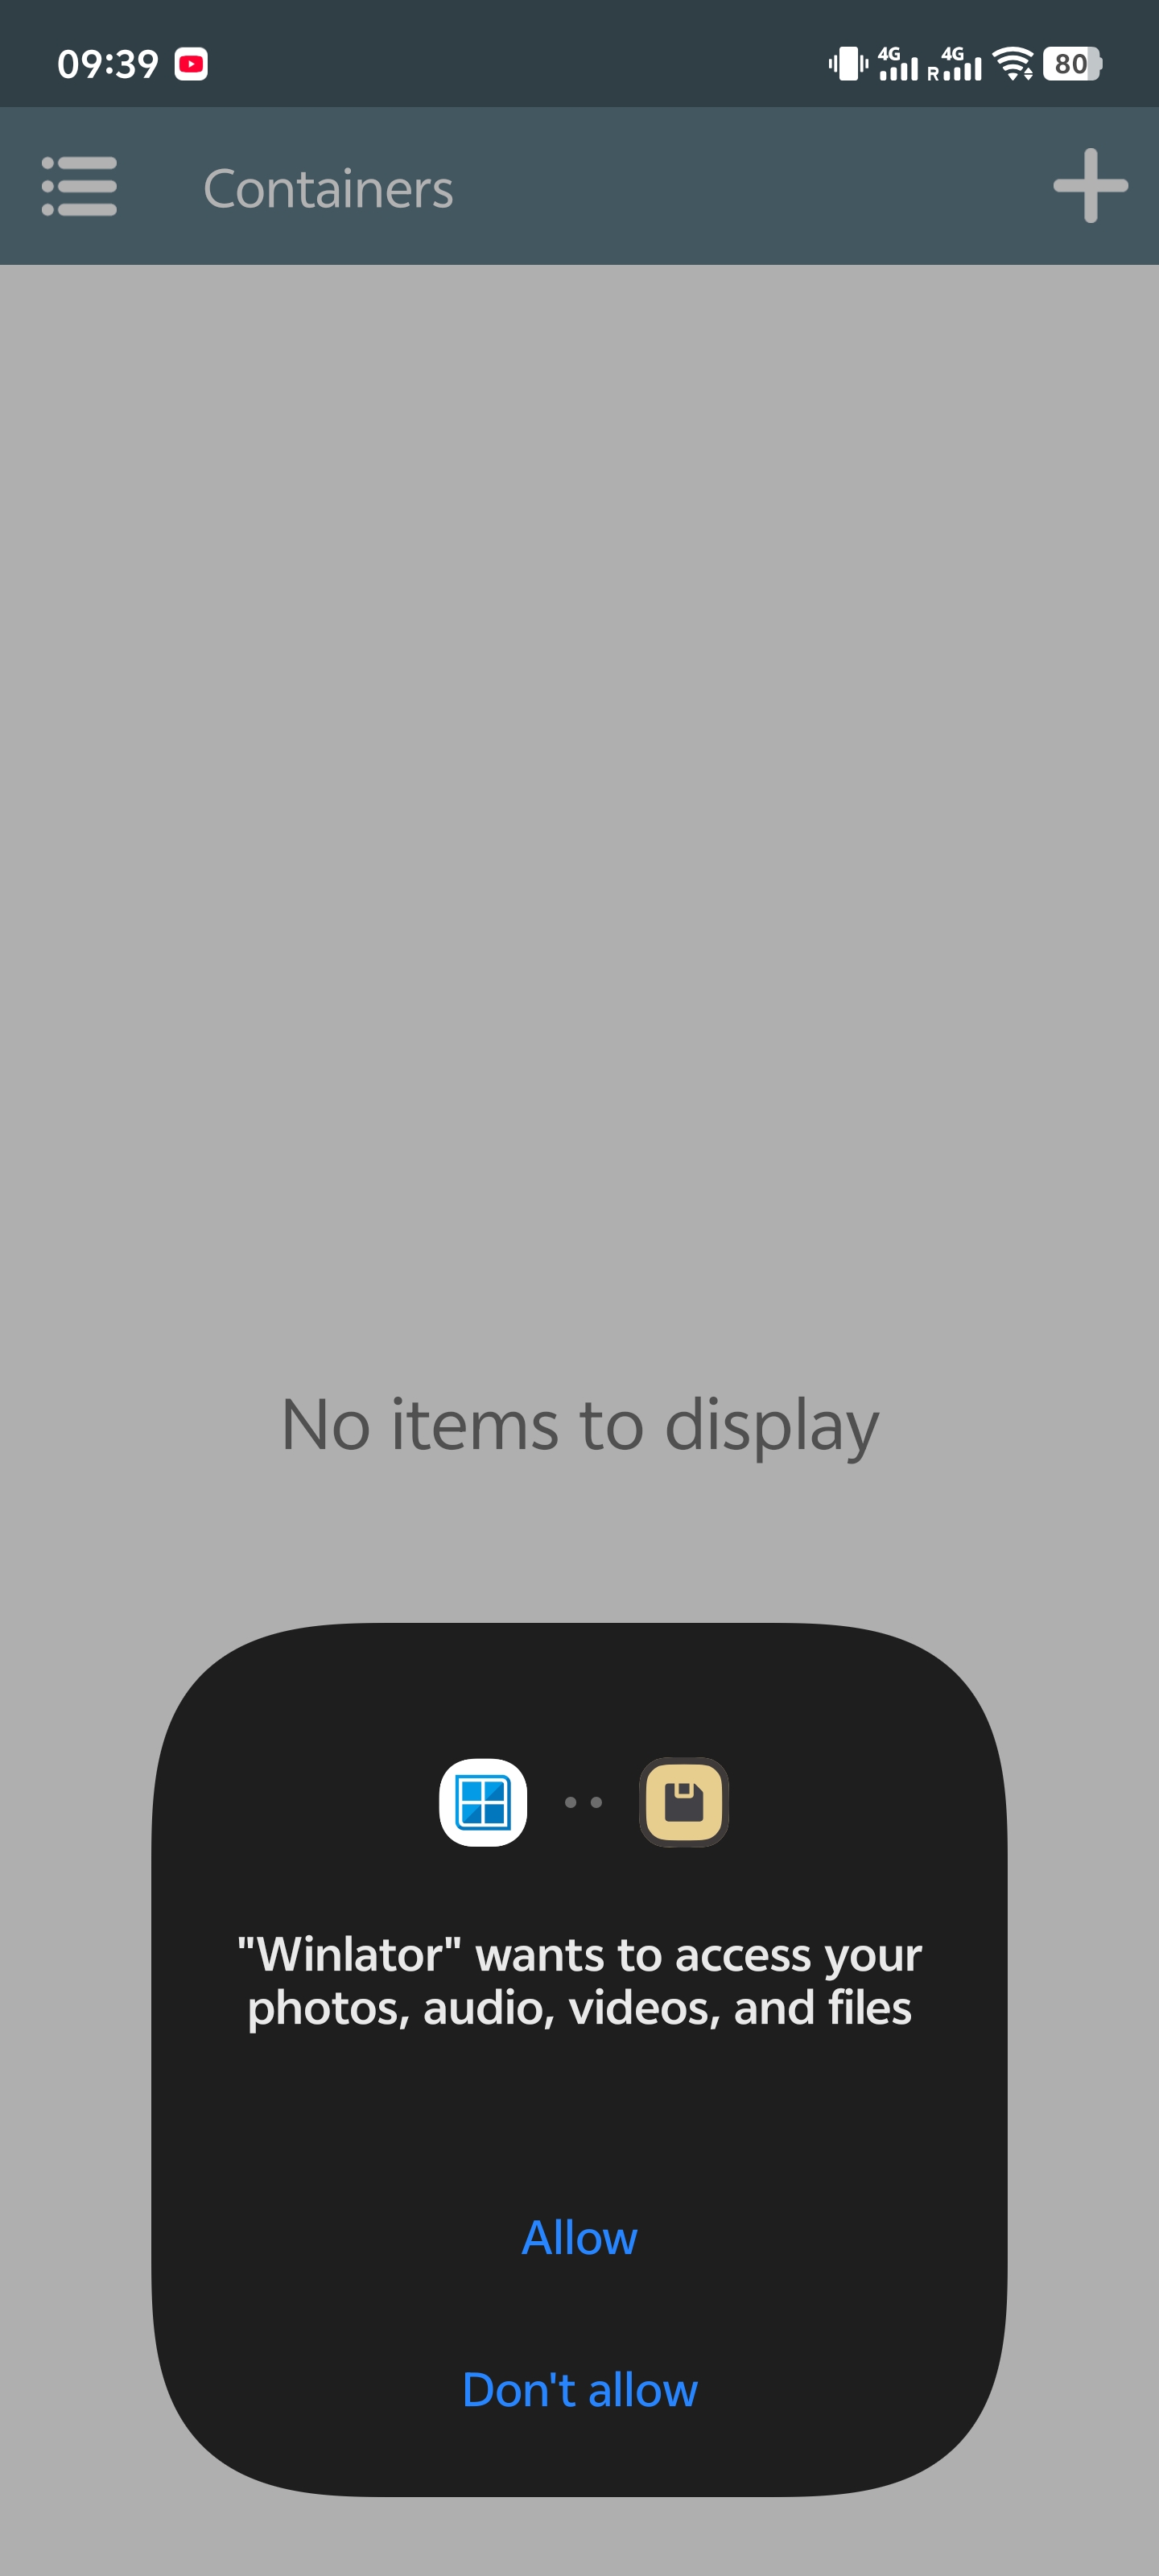 09:39
4G
R
4G
80
Containers
No items to display
"Winlator" wants to access your
photos, audio, videos, and files
Allow
Don't allow